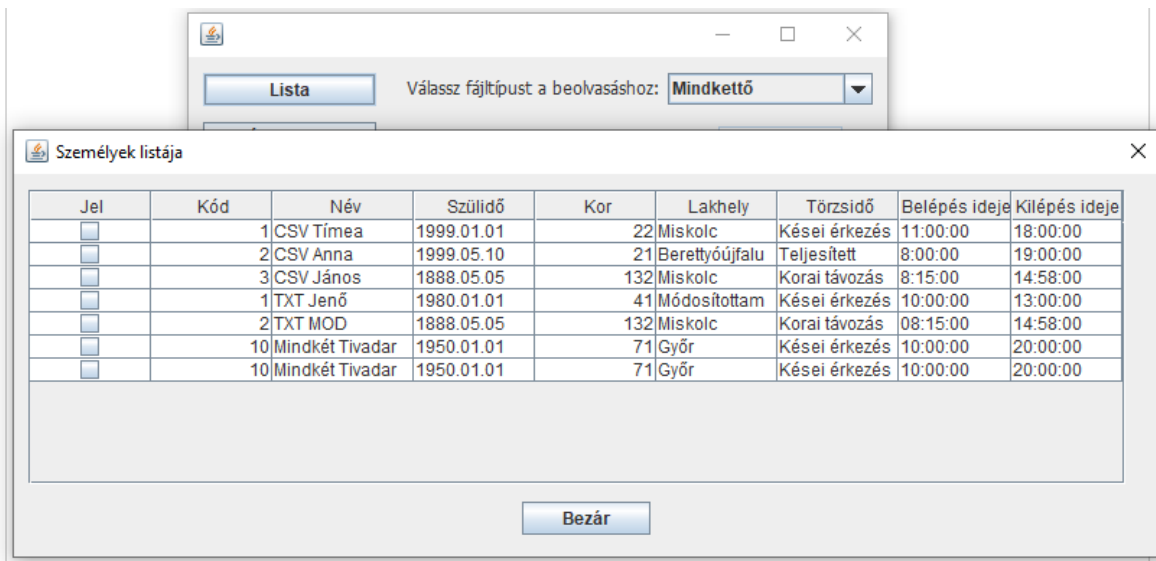 Lista Válassz fájltípust a beolvasáshoz: Mindkettő
Személyek listája
Jel Kód Név Szülidő Kor Lakhely Törzsidő Belépés ideje Kilépés ideje
1 CSV Tímea 1999.01.01 22 Miskolc Kései érkezés 11:00:00 18:00:00
2 CSV Anna 1999.05.10 21 Berettyóújfalu Teljesített 8:00:00 19:00:00
3 CSV János 1888.05.05 132 Miskolc Korai távozás 8:15:00 14:58:00
1 TXT Jenő 1980.01.01 41 Módosítottam Kései érkezés 10:00:00 13:00:00
2 TXT MOD 1888.05.05 132 Miskolc Korai távozás 08:15:00 14:58:00
10 Mindkét Tivadar 1950.01.01 71 Győr Kései érkezés 10:00:00 20:00:00
10 Mindkét Tivadar 1950.01.01 71 Győr Kései érkezés 10:00:00 20:00:00
Bezár